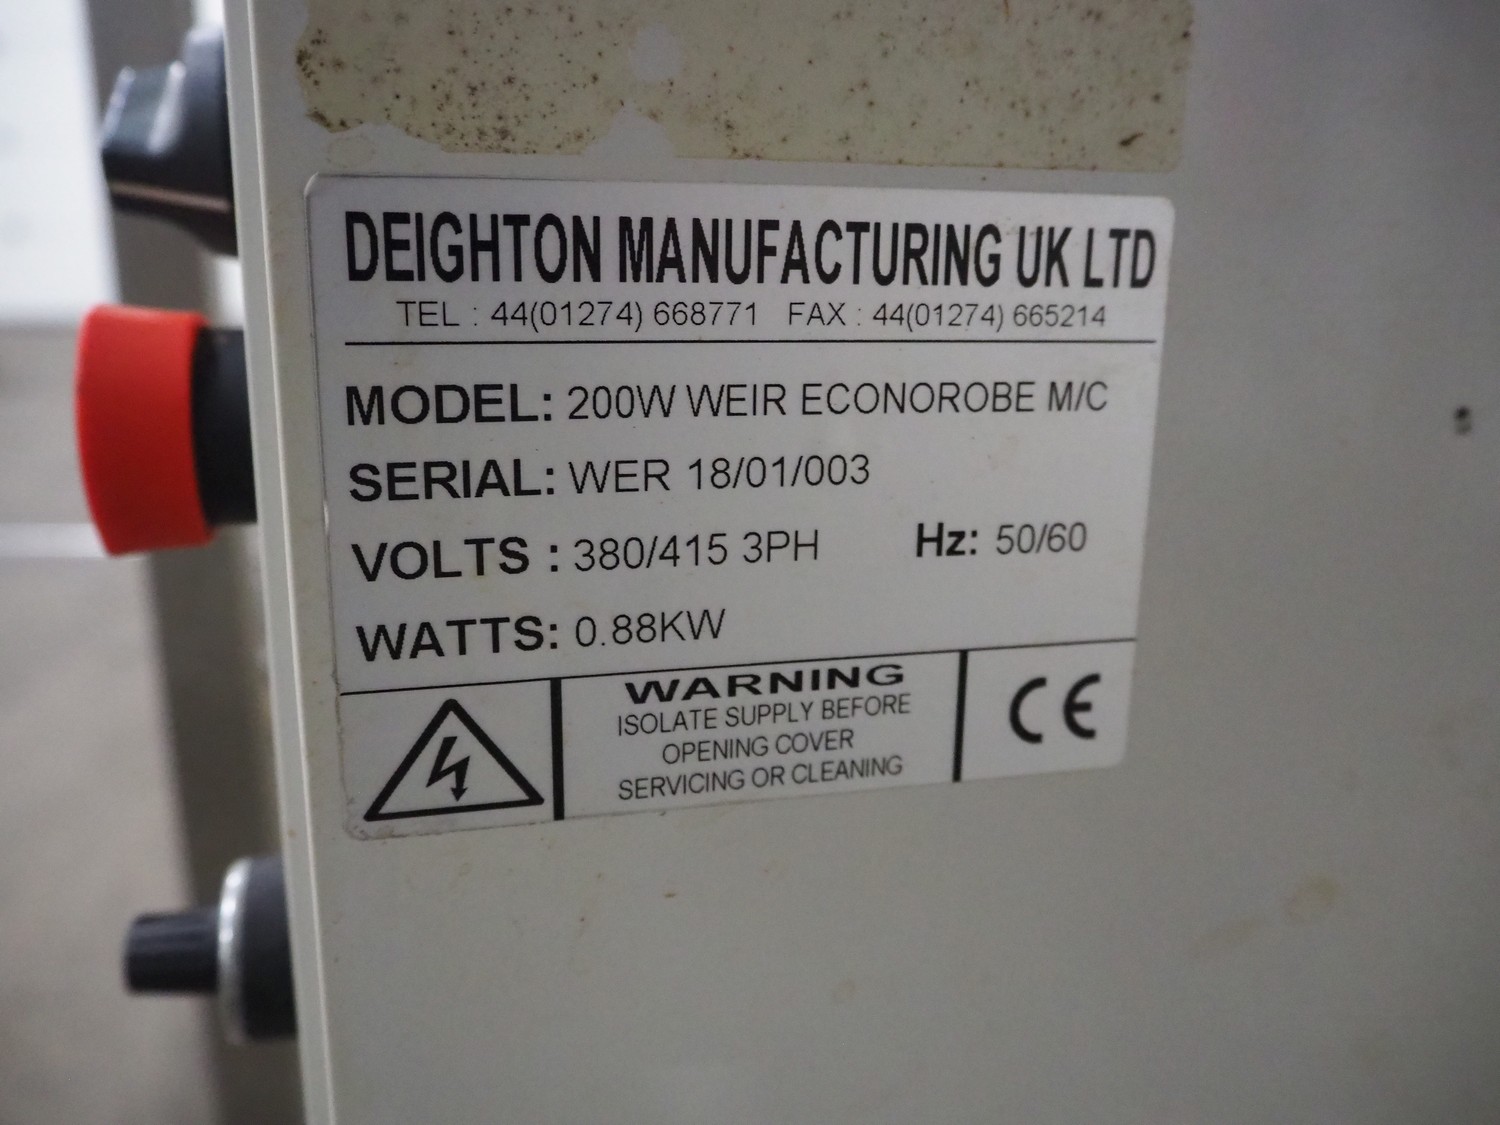 DEIGHTON MANUFACTURING UK LTD
TEL : 44(01274) 668771 FAX : 44(01274) 665214
MODEL: 200W WEIR ECONOROBE M/C
SERIAL: WER 18/01/003
VOLTS : 380/415 3PH Hz: 50/60
WATTS: 0.88KW
WARNING
ISOLATE SUPPLY BEFORE
OPENING COVER
SERVICING OR CLEANING
CE